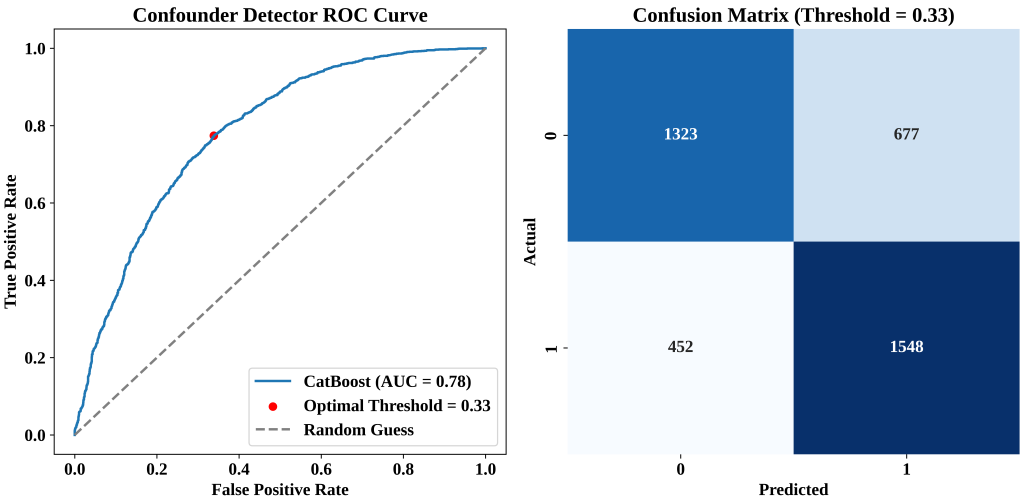 Confounder Detector ROC Curve
True Positive Rate
1.0
0.8
0.6
0.4
0.2
0.0
0.0 0.2 0.4 0.6 0.8 1.0
False Positive Rate
CatBoost (AUC = 0.78)
Optimal Threshold = 0.33
Random Guess
Confusion Matrix (Threshold = 0.33)
Actual
0
1
1323 677
452 1548
0 1
Predicted